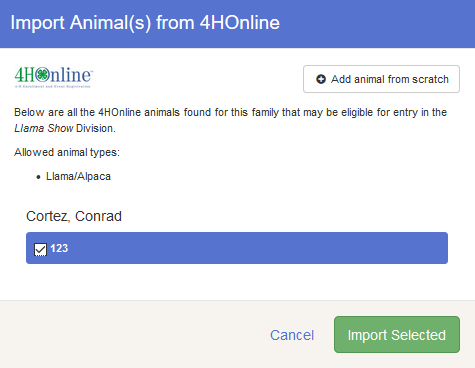 Import Animal(s) from 4HOnline
4HOnline
Add animal from scratch
Below are all the 4HOnline animals found for this family that may be eligible for entry in the
Llama Show Division.
Allowed animal types:
• Llama/Alpaca
Cortez, Conrad
123
Cancel
Import Selected